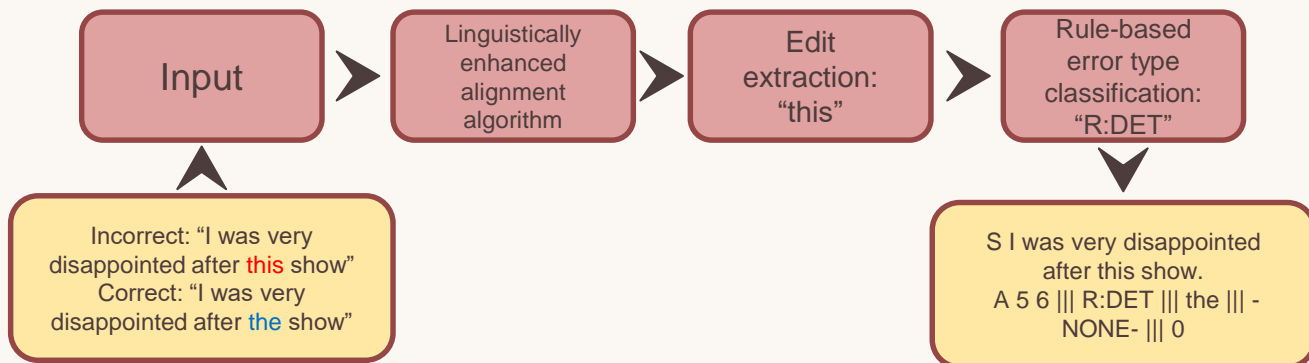 Input
Linguistically
enhanced
alignment
algorithm
Edit
extraction:
“this”
Rule-based
error type
classification:
“R:DET”
Incorrect: “I was very
disappointed after this show”
Correct: “I was very
disappointed after the show”
S I was very disappointed
after this show.
A 5 6 ||| R:DET ||| the ||| -
NONE- ||| 0